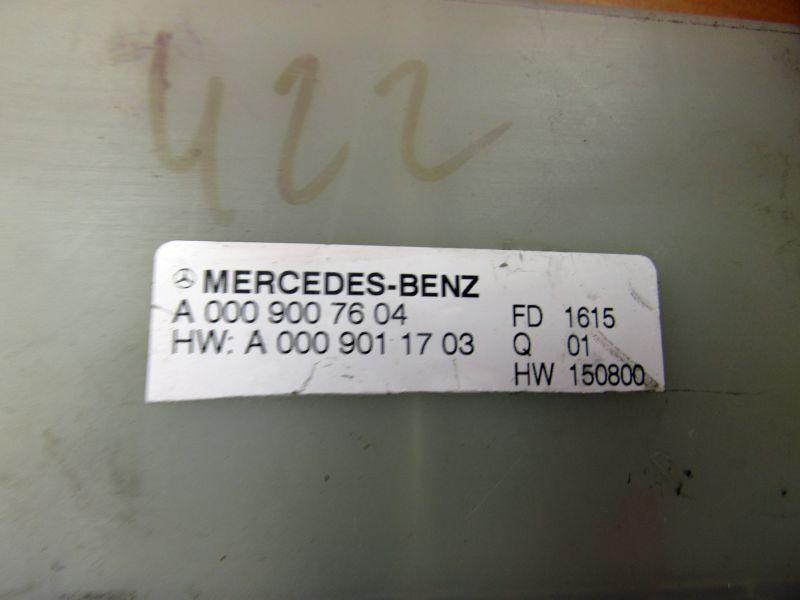 422
MERCEDES-BENZ
A 000 900 76 04
HW: A 000 901 17 03
FD 1615
Q 01
HW 150800